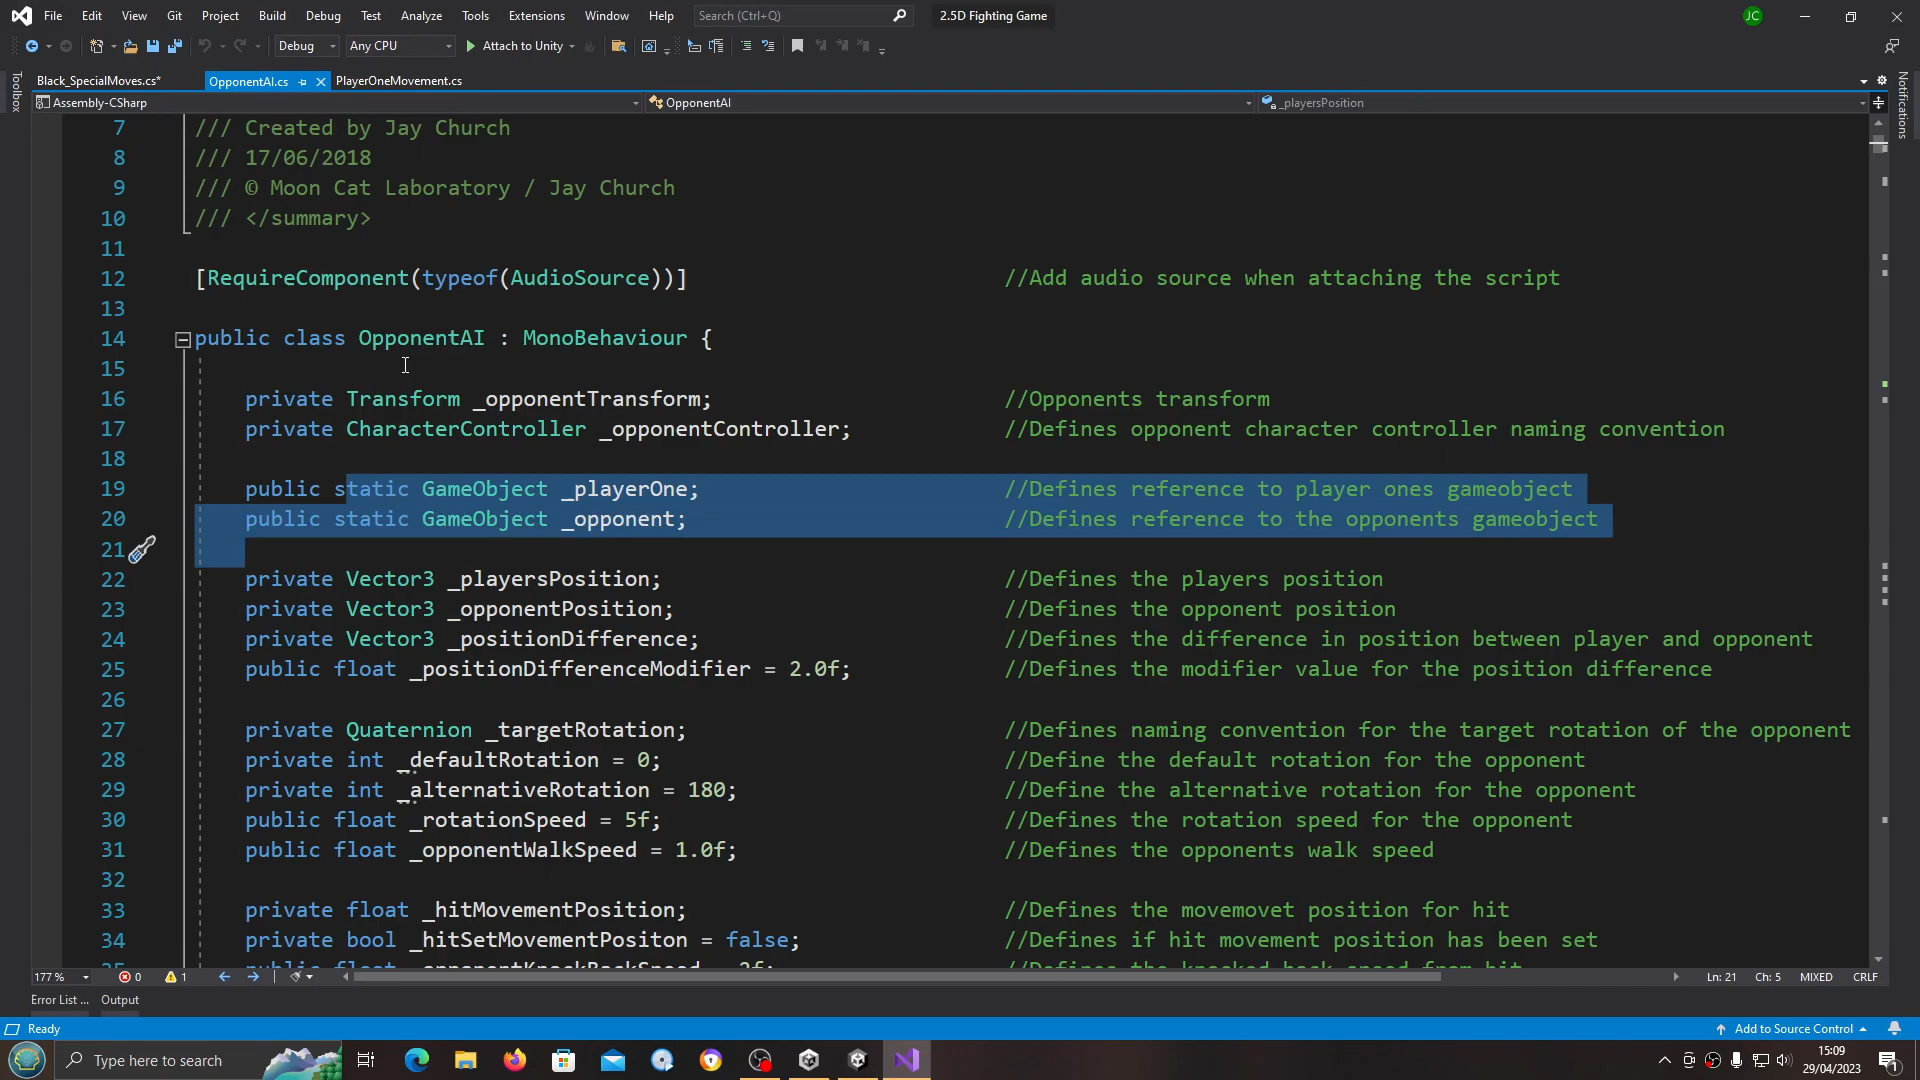 File Edit View Git Project Build Debug Test Analyze Tools Extensions Window Help Search (Ctrl+Q) 2.5D Fighting Game JC
Debug Any CPU Attach to Unity
Black_SpecialMoves.cs* OpponentAI.cs PlayerOneMovement.cs
Toolbox
Notifications
Assembly-CSharp OpponentAI _playersPosition
7 /// Created by Jay Church
8 /// 17/06/2018
9 /// © Moon Cat Laboratory / Jay Church
10 /// </summary>
11
12 [RequireComponent(typeof(AudioSource))] //Add audio source when attaching the script
13
14 public class OpponentAI : MonoBehaviour {
15
16 private Transform _opponentTransform; //Opponents transform
17 private CharacterController _opponentController; //Defines opponent character controller naming convention
18
19 public static GameObject _playerOne; //Defines reference to player ones gameobject
20 public static GameObject _opponent; //Defines reference to the opponents gameobject
21
22 private Vector3 _playersPosition; //Defines the players position
23 private Vector3 _opponentPosition; //Defines the opponent position
24 private Vector3 _positionDifference; //Defines the difference in position between player and opponent
25 public float _positionDifferenceModifier = 2.0f; //Defines the modifier value for the position difference
26
27 private Quaternion _targetRotation; //Defines naming convention for the target rotation of the opponent
28 private int _defaultRotation = 0; //Define the default rotation for the opponent
29 private int _alternativeRotation = 180; //Define the alternative rotation for the opponent
30 public float _rotationSpeed = 5f; //Defines the rotation speed for the opponent
31 public float _opponentWalkSpeed = 1.0f; //Defines the opponents walk speed
32
33 private float _hitMovementPosition; //Defines the movemovet position for hit
34 private bool _hitSetMovementPositon = false; //Defines if hit movement position has been set
177 % 0 1 Ln: 21 Ch: 5 MIXED CRLF
Error List ... Output
Ready Add to Source Control
Type here to search 15:09
29/04/2023 1